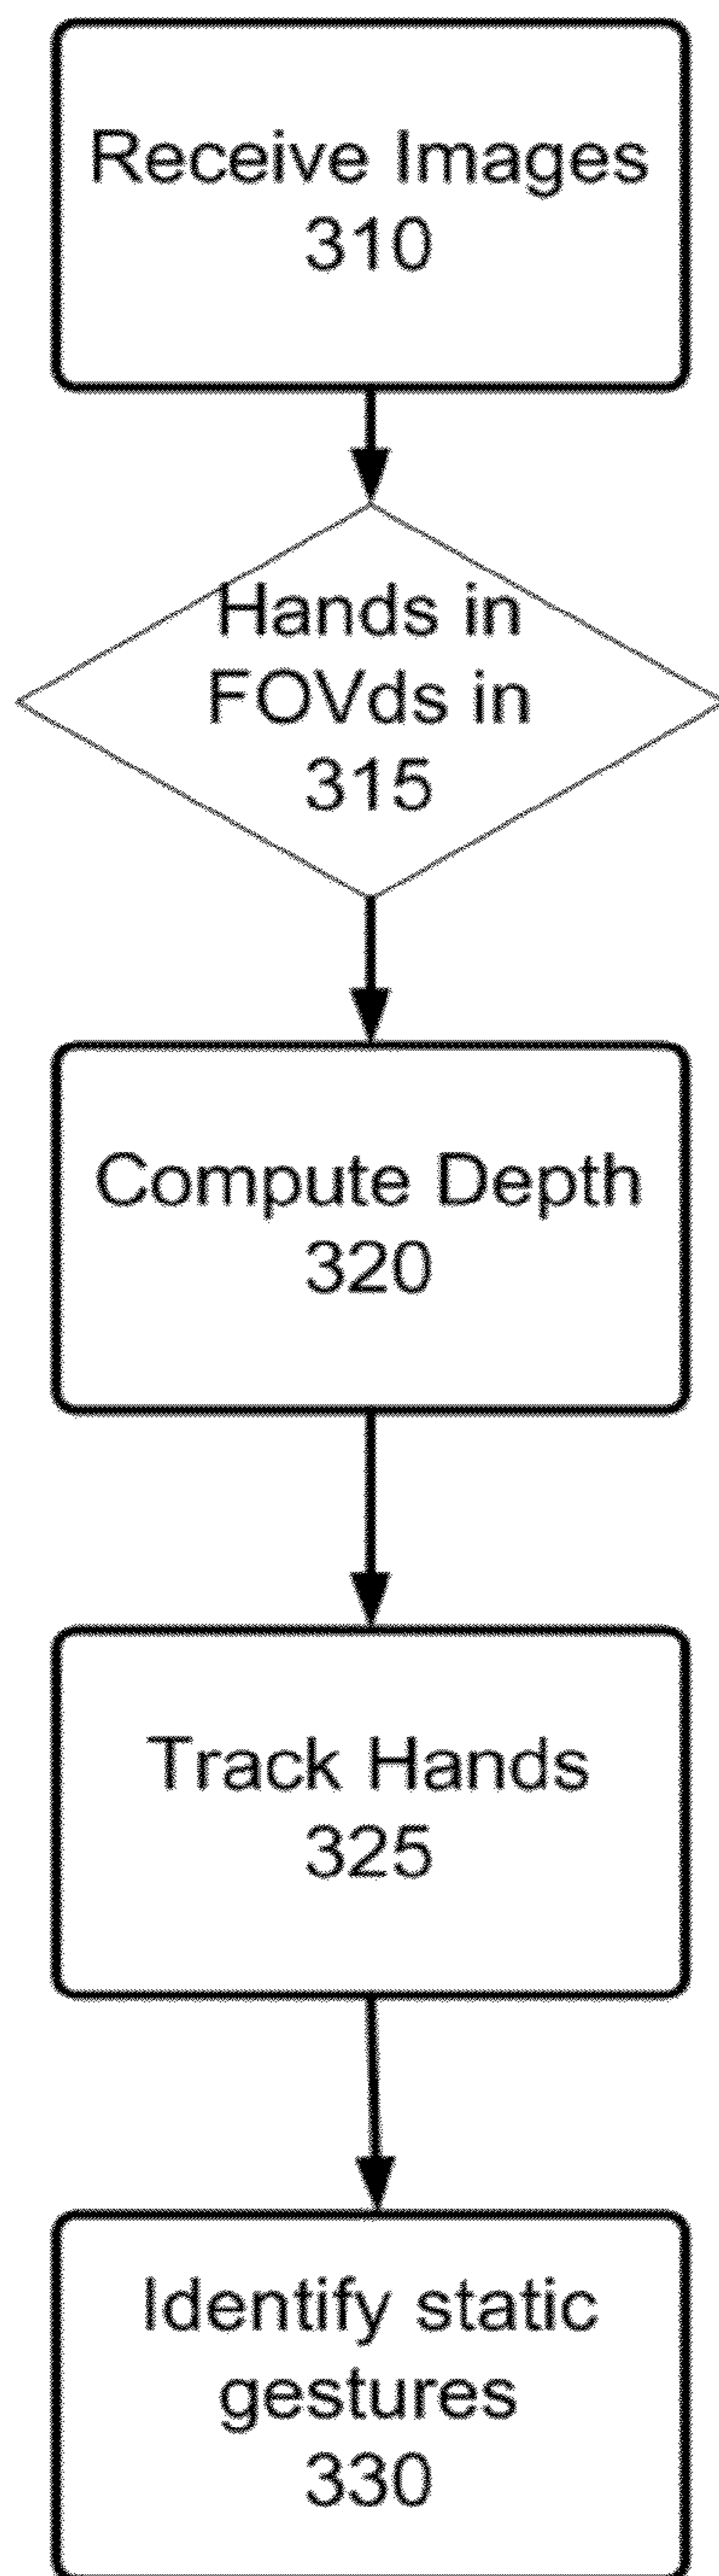 Receive Images
310
Hands in
FOVds in
315
Compute Depth
320
Track Hands
325
Identify static
gestures
330